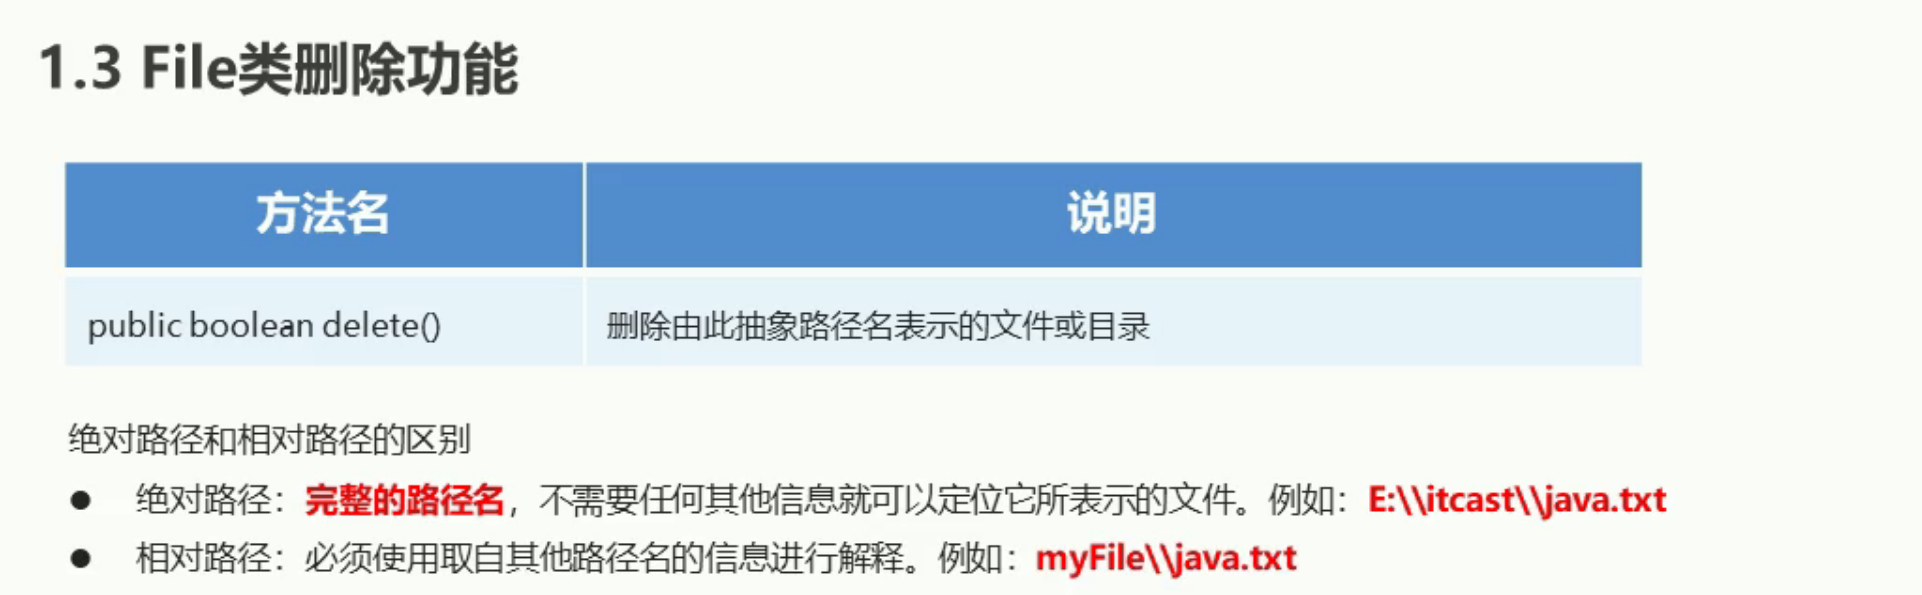 1.3 File类删除功能
方法名 说明
public boolean delete() 删除由此抽象路径名表示的文件或目录
绝对路径和相对路径的区别
● 绝对路径：完整的路径名，不需要任何其他信息就可以定位它所表示的文件。例如：E:\\itcast\\java.txt
● 相对路径：必须使用取自其他路径名的信息进行解释。例如：myFile\\java.txt